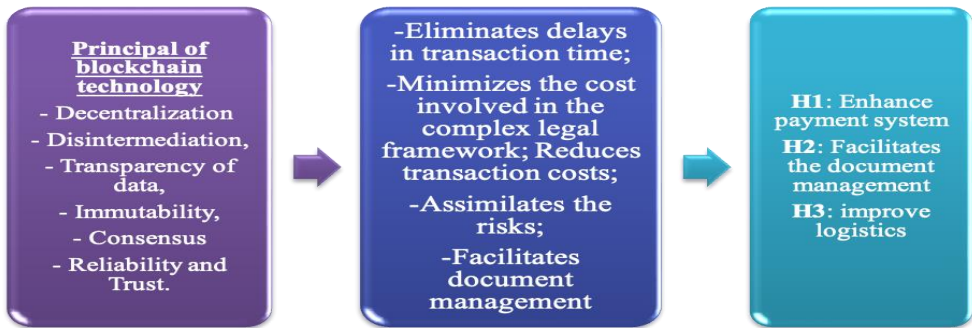 Principal of
blockchain
technology
- Decentralization
- Disintermediation,
- Transparency of
data,
- Immutability,
- Consensus
- Reliability and
Trust.
-Eliminates delays
in transaction time;
-Minimizes the cost
involved in the
complex legal
framework; Reduces
transaction costs;
-Assimilates the
risks;
-Facilitates
document
management
H1: Enhance
payment system
H2: Facilitates
the document
management
H3: improve
logistics